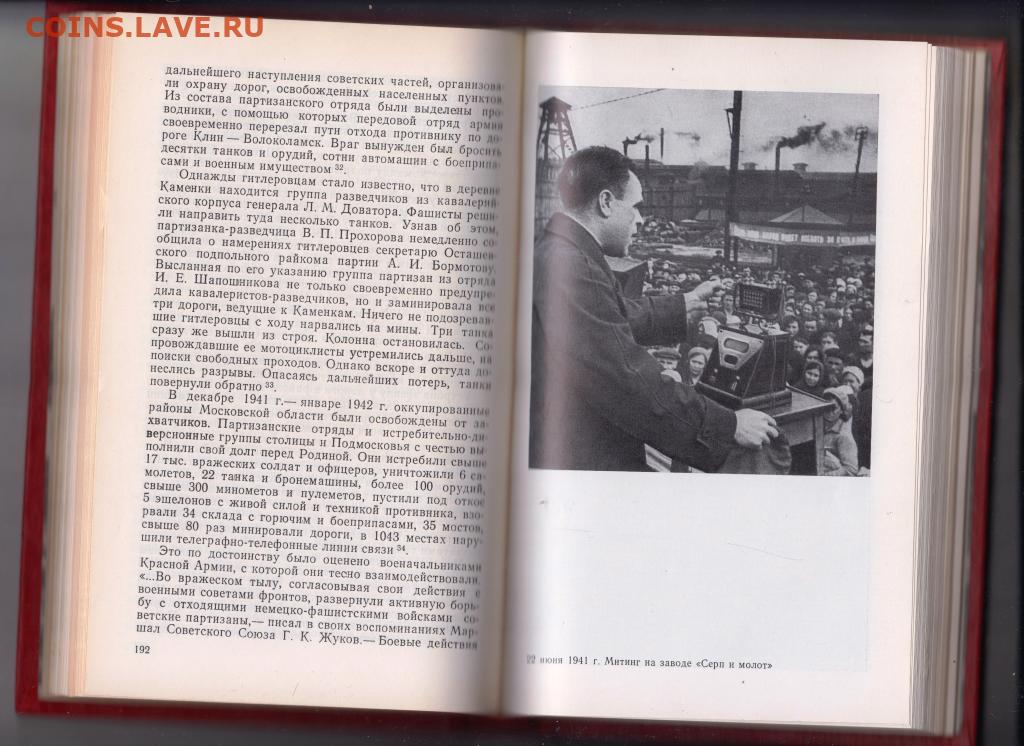 COINS.LAVE.RU
дальнейшего наступления советских частей, организова-
ли охрану дорог, освобожденных населенных пунктов.
Из состава партизанского отряда были выделены про-
водники, с помощью которых передовой отряд армии
своевременно перерезал пути отхода противнику по до-
роге Клин — Волоколамск. Враг вынужден был бросить
десятки танков и орудий, сотни автомашин с боеприпа-
сами и военным имуществом ³².
Однажды гитлеровцам стало известно, что в деревне
Каменки находится группа разведчиков из кавалерий-
ского корпуса генерала Л. М. Доватора. Фашисты реши-
ли направить туда несколько танков. Узнав об этом,
партизанка-разведчица В. П. Прохорова немедленно со-
общила о намерениях гитлеровцев секретарю Осташев-
ского подпольного райкома партии А. И. Бормотову.
Высланная по его указанию группа партизан из отряда
И. Е. Шапошникова не только своевременно предупре-
дила кавалеристов-разведчиков, но и заминировала все
три дороги, ведущие к Каменкам. Ничего не подозревав-
шие гитлеровцы с ходу нарвались на мины. Три танка
сразу же вышли из строя. Колонна остановилась. Со-
провождавшие ее мотоциклисты устремились дальше, на
поиски свободных проходов. Однако вскоре и оттуда до-
неслись разрывы. Опасаясь дальнейших потерь, танки
повернули обратно ³³.
В декабре 1941 г.— январе 1942 г. оккупированные
районы Московской области были освобождены от за-
хватчиков. Партизанские отряды и истребительно-ди-
версионные группы столицы и Подмосковья с честью вы-
полнили свой долг перед Родиной. Они истребили свыше
17 тыс. вражеских солдат и офицеров, уничтожили 6 са-
молетов, 22 танка и бронемашины, более 100 орудий,
свыше 300 минометов и пулеметов, пустили под откос
5 эшелонов с живой силой и техникой противника, взо-
рвали 34 склада с горючим и боеприпасами, 35 мостов,
свыше 80 раз минировали дороги, в 1043 местах нару-
шили телеграфно-телефонные линии связи ³⁴.
Это по достоинству было оценено военачальниками
Красной Армии, с которой они тесно взаимодействовали.
«...Во вражеском тылу, согласовывая свои действия с
военными советами фронтов, развернули активную борь-
бу с отходящими немецко-фашистскими войсками со-
ветские партизаны,— писал в своих воспоминаниях Мар-
шал Советского Союза Г. К. Жуков.— Боевые действия
192
22 июня 1941 г. Митинг на заводе «Серп и молот»